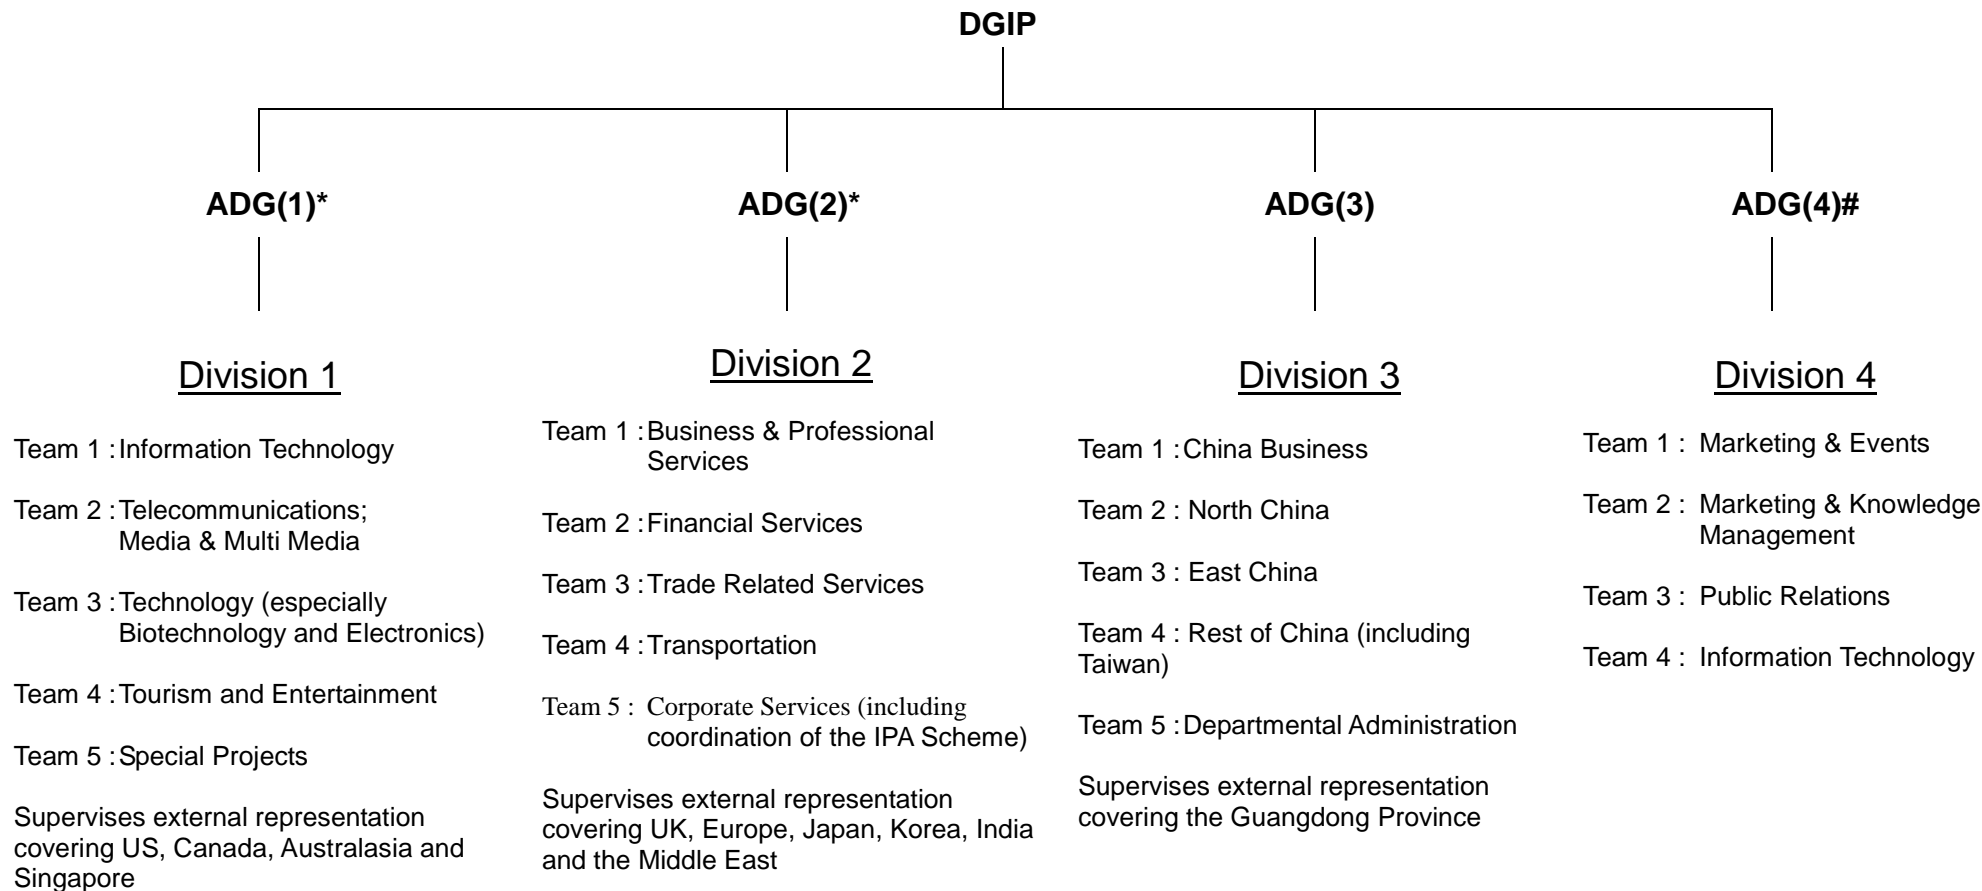 DGIP
ADG(1)*
ADG(2)*
ADG(3)
ADG(4)#
Division 1
Team 1 : Information Technology
Team 2 : Telecommunications;
Media & Multi Media
Team 3 : Technology (especially
Biotechnology and Electronics)
Team 4 : Tourism and Entertainment
Team 5 : Special Projects
Supervises external representation
covering US, Canada, Australasia and
Singapore
Division 2
Team 1 : Business & Professional
Services
Team 2 : Financial Services
Team 3 : Trade Related Services
Team 4 : Transportation
Team 5 : Corporate Services (including
coordination of the IPA Scheme)
Supervises external representation
covering UK, Europe, Japan, Korea, India
and the Middle East
Division 3
Team 1 : China Business
Team 2 : North China
Team 3 : East China
Team 4 : Rest of China (including
Taiwan)
Team 5 : Departmental Administration
Supervises external representation
covering the Guangdong Province
Division 4
Team 1 : Marketing & Events
Team 2 : Marketing & Knowledge
Management
Team 3 : Public Relations
Team 4 : Information Technology